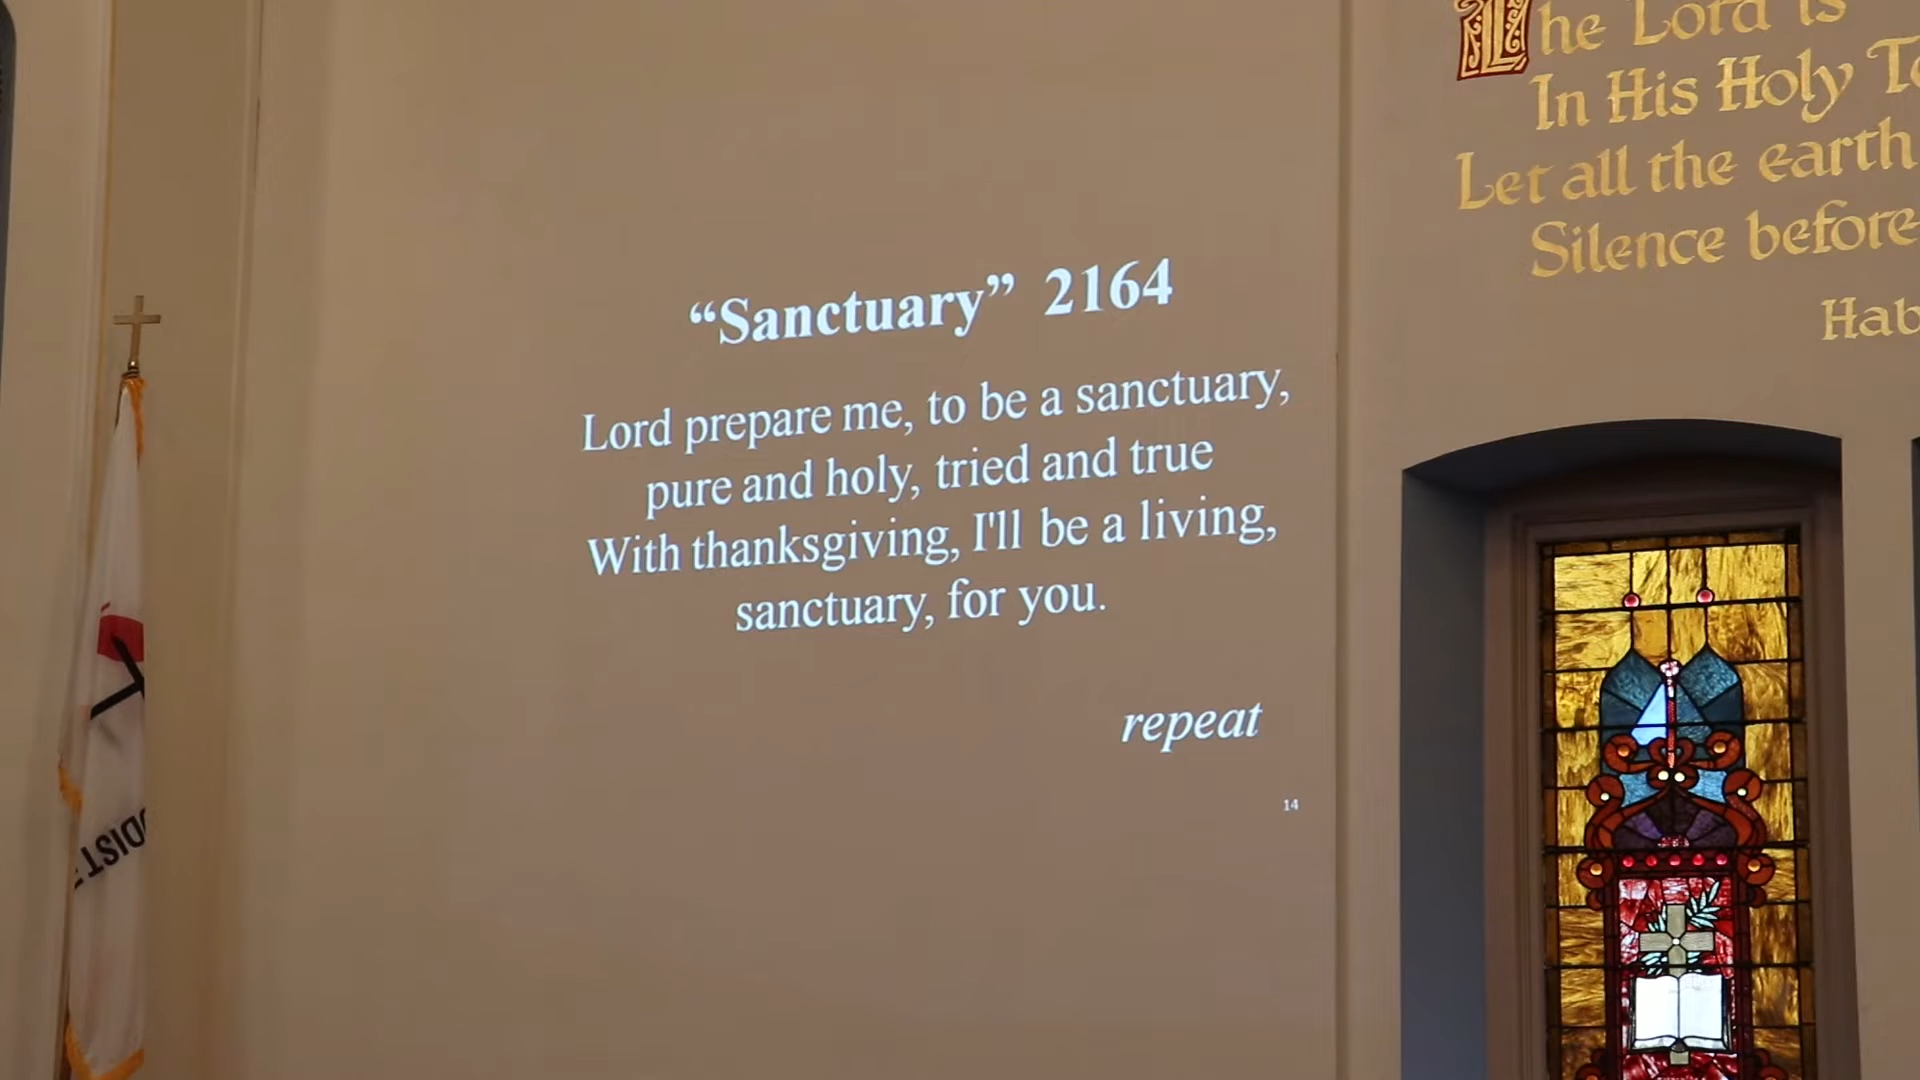 “Sanctuary” 2164
Lord prepare me, to be a sanctuary,
pure and holy, tried and true
With thanksgiving, I'll be a living,
sanctuary, for you.
repeat
14
The Lord is
In His Holy
Let all the earth
Silence before